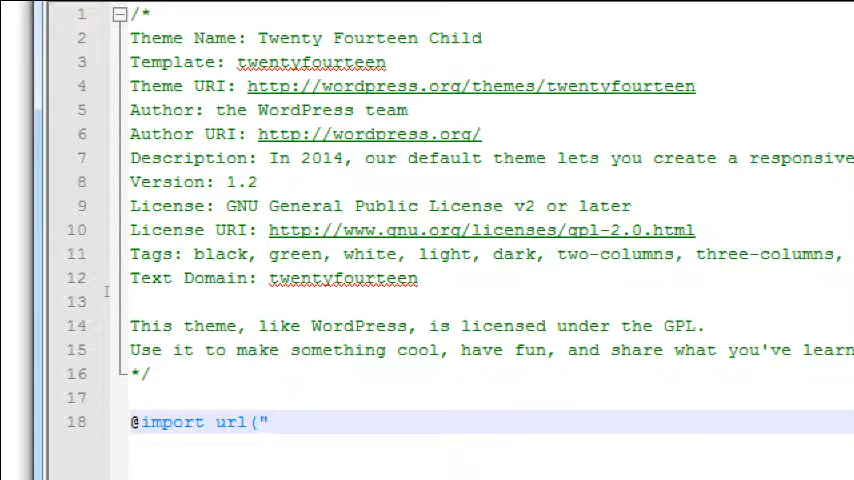 1 /*
2 Theme Name: Twenty Fourteen Child
3 Template: twentyfourteen
4 Theme URI: http://wordpress.org/themes/twentyfourteen
5 Author: the WordPress team
6 Author URI: http://wordpress.org/
7 Description: In 2014, our default theme lets you create a responsive
8 Version: 1.2
9 License: GNU General Public License v2 or later
10 License URI: http://www.gnu.org/licenses/gpl-2.0.html
11 Tags: black, green, white, light, dark, two-columns, three-columns,
12 Text Domain: twentyfourteen
13
14 This theme, like WordPress, is licensed under the GPL.
15 Use it to make something cool, have fun, and share what you've learn
16 */
17
18 @import url("